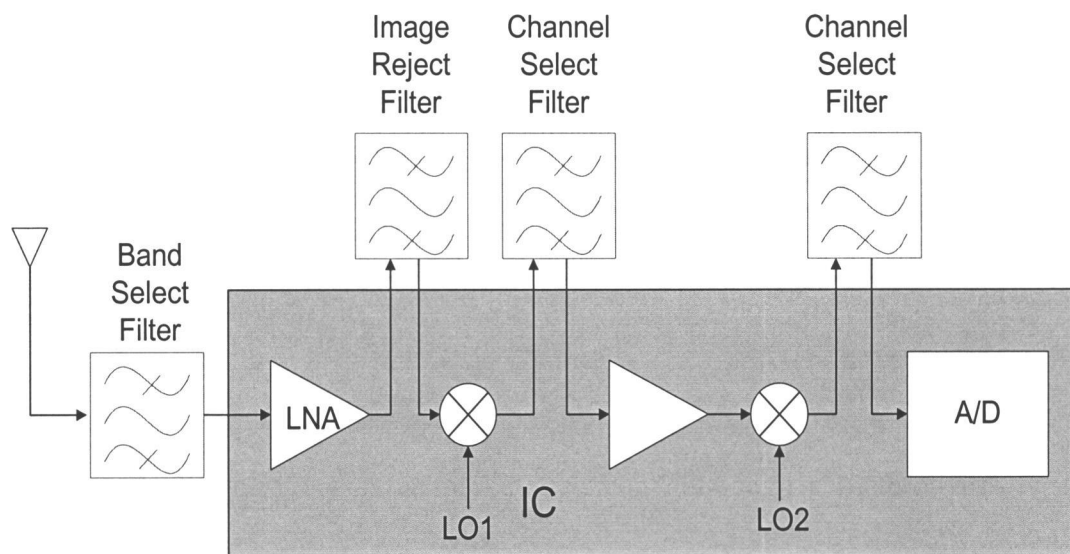 Image
Reject
Filter
Channel
Select
Filter
Channel
Select
Filter
Band
Select
Filter
LNA
A/D
LO1
IC
LO2